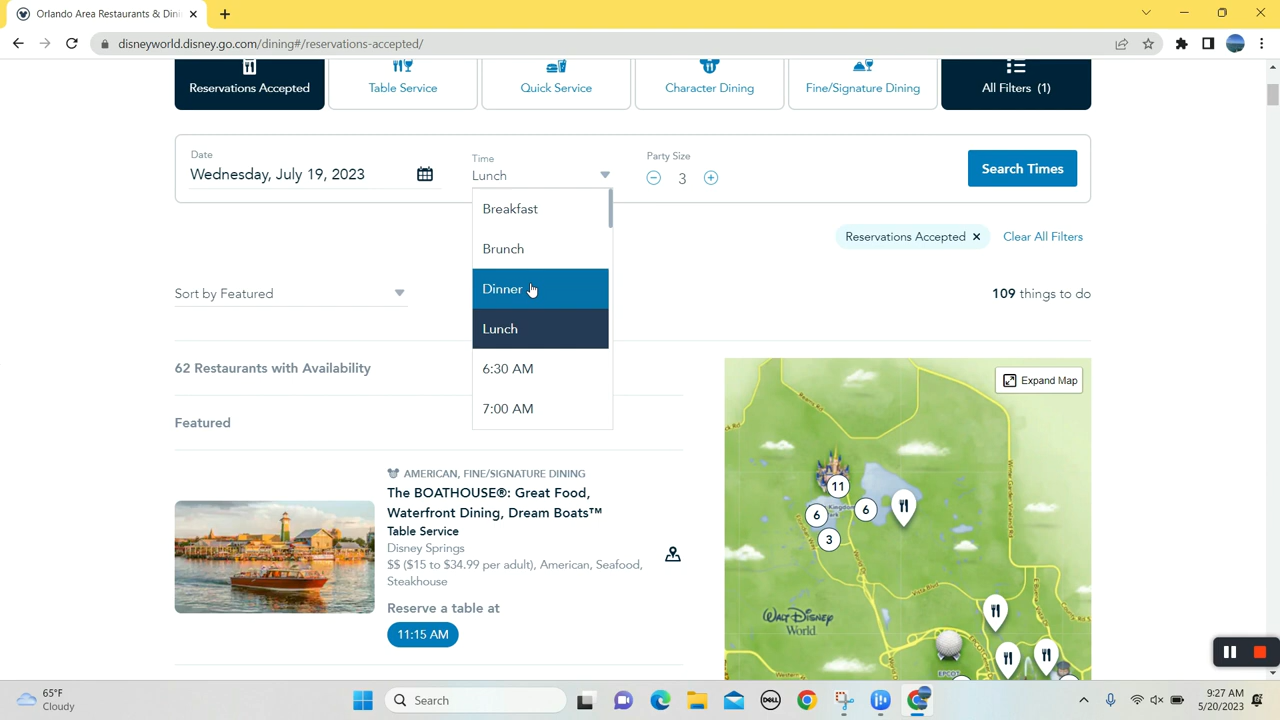 Orlando Area Restaurants & Dini
disneyworld.disney.go.com/dining#/reservations-accepted/
Reservations Accepted
Table Service
Quick Service
Character Dining
Fine/Signature Dining
All Filters (1)
Date
Wednesday, July 19, 2023
Time
Lunch
Party Size
3
Search Times
Breakfast
Brunch
Dinner
Lunch
6:30 AM
7:00 AM
Reservations Accepted
Clear All Filters
Sort by Featured
109 things to do
62 Restaurants with Availability
Featured
AMERICAN, FINE/SIGNATURE DINING
The BOATHOUSE®: Great Food,
Waterfront Dining, Dream Boats™
Table Service
Disney Springs
$$ ($15 to $34.99 per adult), American, Seafood,
Steakhouse
Reserve a table at
11:15 AM
Expand Map
11
6
6
3
Walt Disney
World
EPCOT
65°F
Cloudy
Search
DELL
9:27 AM
5/20/2023